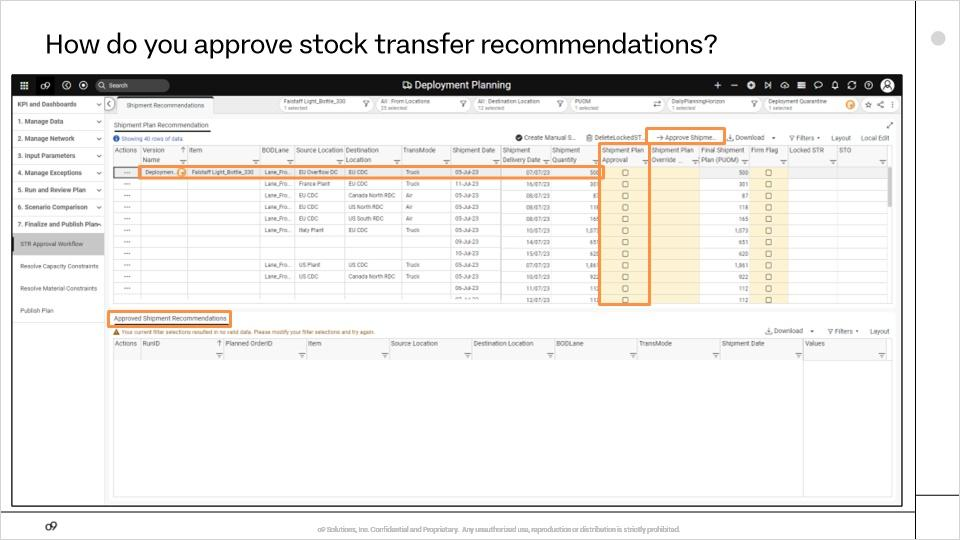 How do you approve stock transfer recommendations?
o9
Search
Deployment Planning
KPI and Dashboards
1. Manage Data
2. Manage Network
3. Input Parameters
4. Manage Exceptions
5. Run and Review Plan
6. Scenario Comparison
7. Finalize and Publish Plan
STR Approval Workflow
Resolve Capacity Constraints
Resolve Material Constraints
Publish Plan
Shipment Recommendations
Falstaff Light_Bottle_330
1 selected
All: From Locations
25 selected
All: Destination Location
12 selected
PUOM
1 selected
DailyPlanningHorizon
1 selected
Deployment Quarantine
1 selected
Shipment Plan Recommendation
Showing 40 rows of data.
Create Manual S...
DeleteLockedST...
Approve Shipme...
Download
Filters
Layout
Local Edit
Actions Version Name Item BODLane Source Location Destination Location TransMode Shipment Date Shipment Delivery Date Shipment Quantity Shipment Plan Approval Shipment Plan Override ... Final Shipment Plan (PUOM) Firm Flag Locked STR STO
--- Deploymen... Falstaff Light_Bottle_330 Lane_Fro... EU Overflow DC EU CDC Truck 05-Jul-23 07/07/23 500 500
--- Lane_Fro... France Plant EU CDC Truck 11-Jul-23 16/07/23 301 301
--- Lane_Fro... EU CDC Canada North RDC Air 05-Jul-23 08/07/23 87 87
--- Lane_Fro... EU CDC US North RDC Air 05-Jul-23 08/07/23 118 118
--- Lane_Fro... EU CDC US South RDC Air 05-Jul-23 08/07/23 165 165
--- Lane_Fro... Italy Plant EU CDC Truck 05-Jul-23 10/07/23 1,073 1,073
--- 09-Jul-23 14/07/23 651 651
--- 10-Jul-23 15/07/23 620 620
--- Lane_Fro... US Plant US CDC Truck 05-Jul-23 07/07/23 1,861 1,861
--- Lane_Fro... US CDC Canada North RDC Truck 05-Jul-23 10/07/23 922 922
--- 06-Jul-23 11/07/23 112 112
--- 12/07/23 112 112
Approved Shipment Recommendations
Your current filter selections resulted in no valid data. Please modify your filter selections and try again.
Download
Filters
Layout
Actions RunID Planned OrderID Item Source Location Destination Location BODLane TransMode Shipment Date Values
o9
o9 Solutions, Inc. Confidential and Proprietary. Any unauthorized use, reproduction or distribution is strictly prohibited.